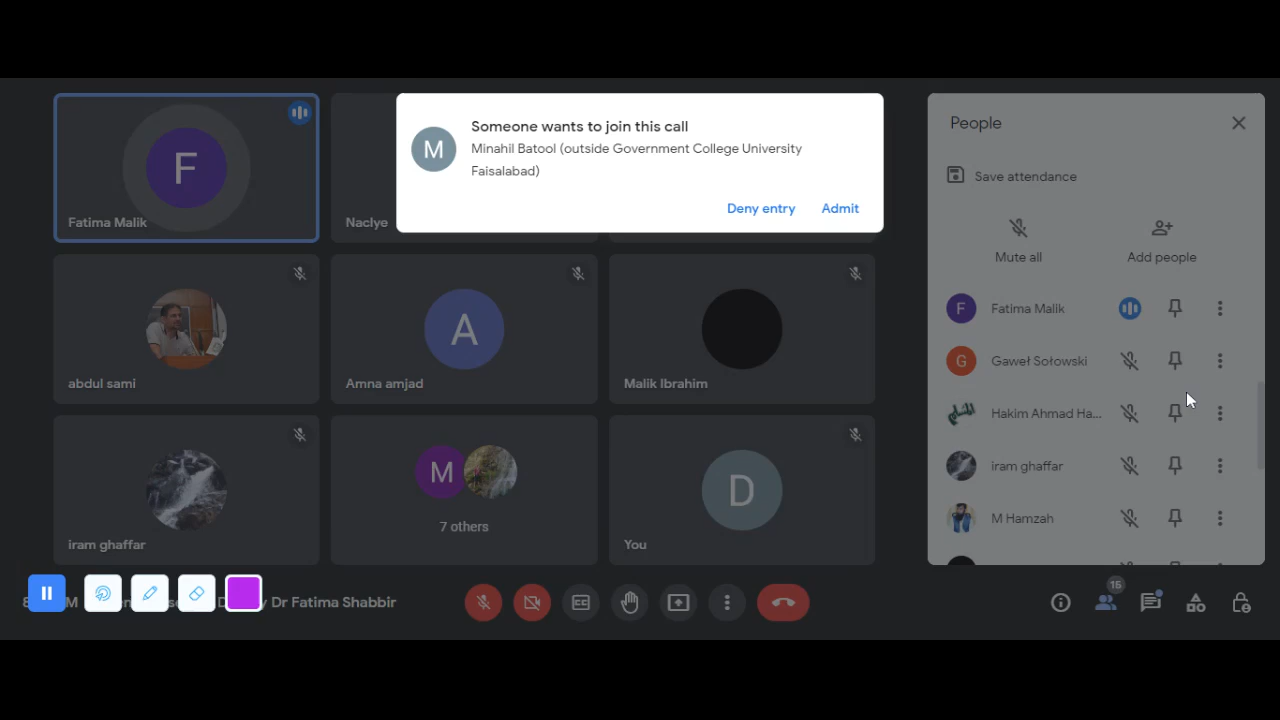 F
Fatima Malik
Naclye
M
Someone wants to join this call
Minahil Batool (outside Government College University
Faisalabad)
Deny entry
Admit
abdul sami
A
Amna amjad
Malik Ibrahim
iram ghaffar
M
7 others
D
You
People
Save attendance
Mute all
Add people
F
Fatima Malik
G
Gaweł Sołowski
Hakim Ahmad Ha...
iram ghaffar
M Hamzah
Dr Fatima Shabbir
CC
15